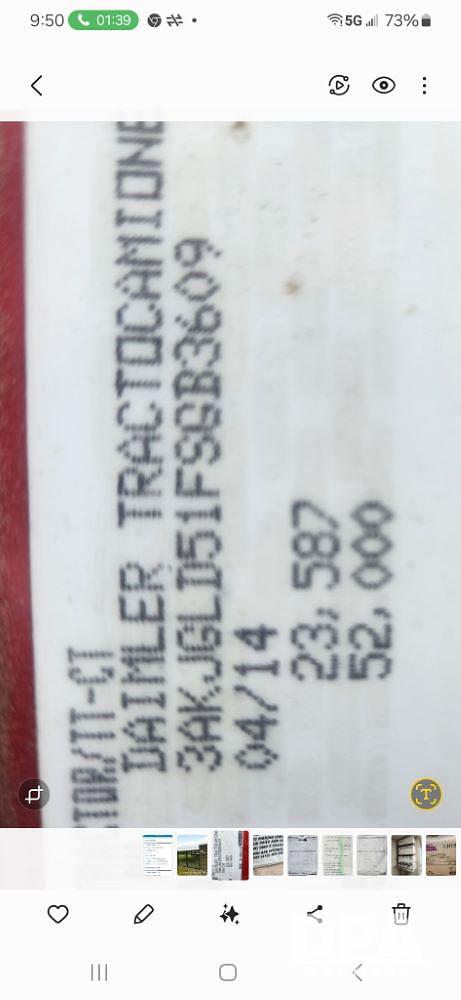 9:50
01:39
5G
73%
DAIMLER TRACTOCAMIONE
3AKJGLD51FSGB3609
04/14
23, 587
52, 000
T